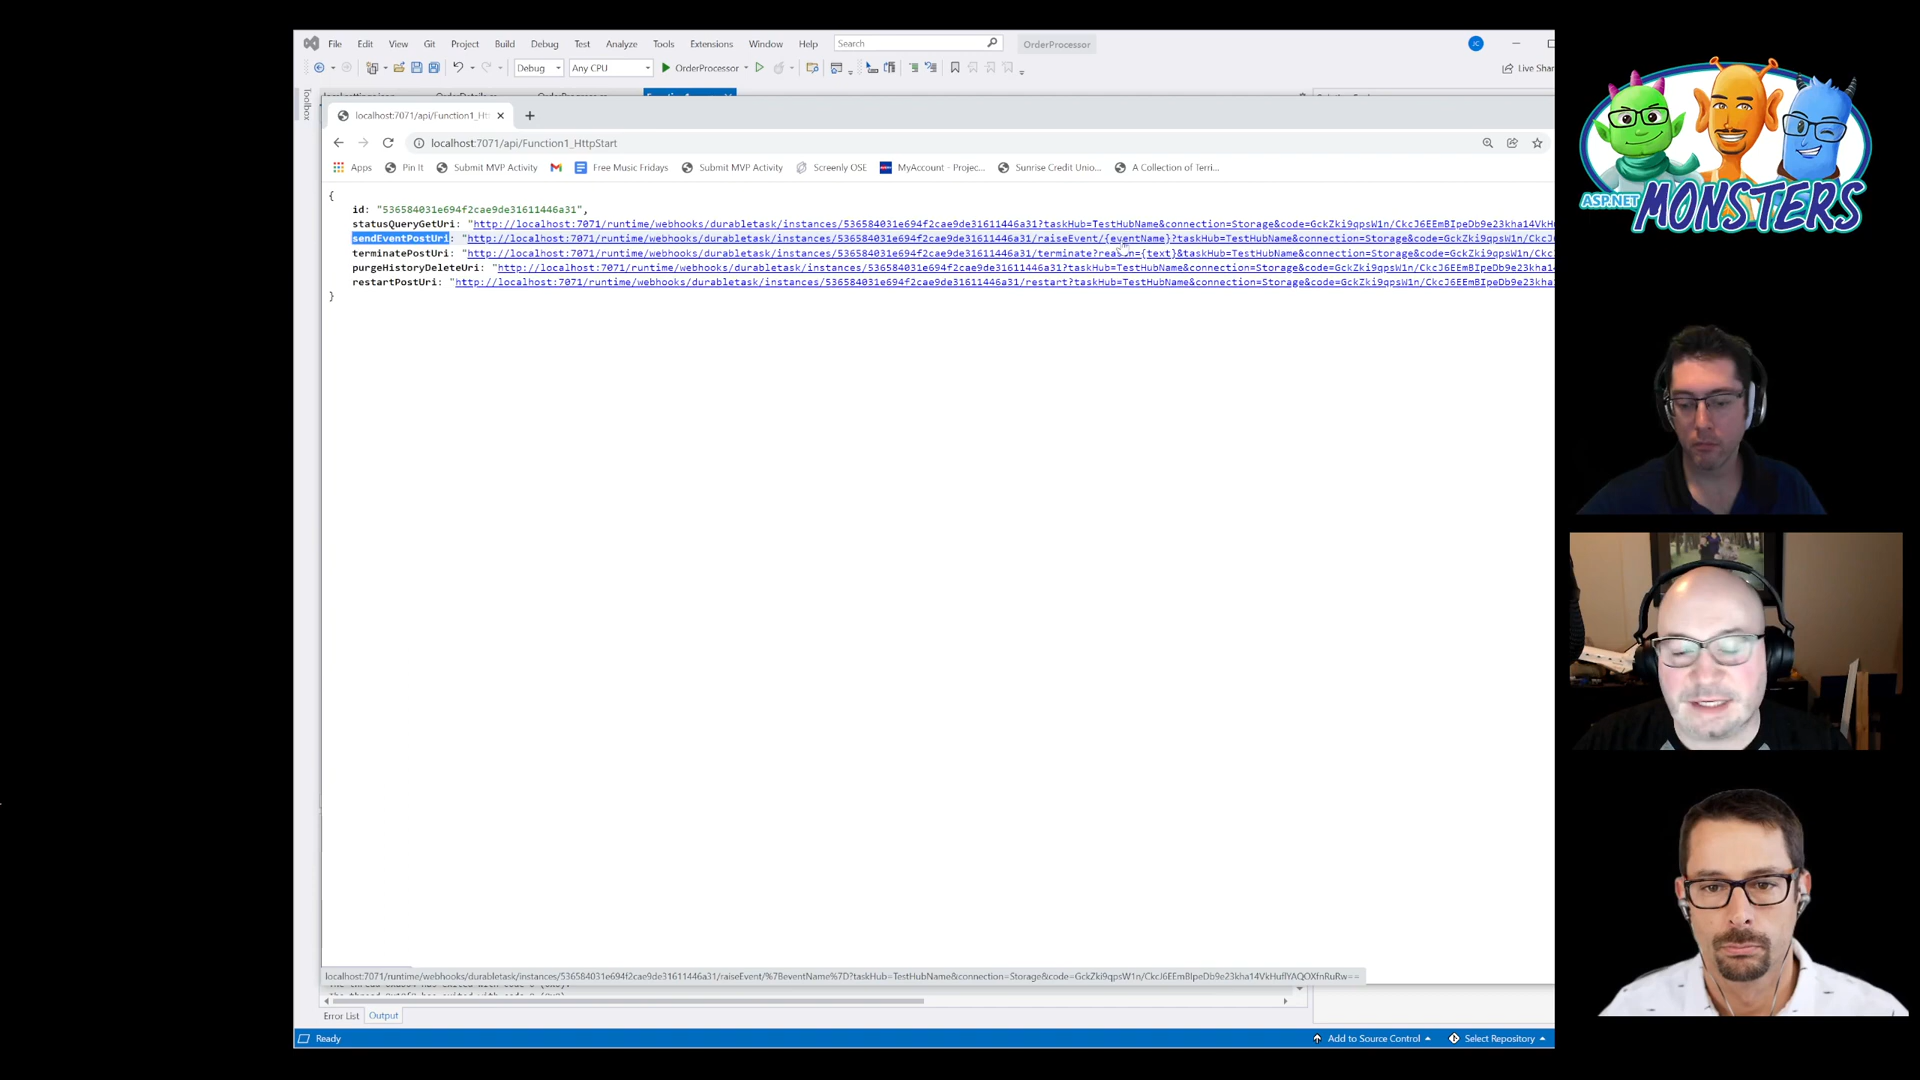 File Edit View Git Project Build Debug Test Analyze Tools Extensions Window Help Search OrderProcessor JC
Debug Any CPU OrderProcessor Live Shar
Toolbox
localhost:7071/api/Function1_Ht
localhost:7071/api/Function1_HttpStart
Apps Pin It Submit MVP Activity Free Music Fridays Submit MVP Activity Screenly OSE MyAccount - Projec... Sunrise Credit Unio... A Collection of Terri...
{
id: "536584031e694f2cae9de31611446a31",
statusQueryGetUri: "http://localhost:7071/runtime/webhooks/durabletask/instances/536584031e694f2cae9de31611446a31?taskHub=TestHubName&connection=Storage&code=GckZki9qpsW1n/CkcJ6EEmBIpeDb9e23kha14VkH
sendEventPostUri: "http://localhost:7071/runtime/webhooks/durabletask/instances/536584031e694f2cae9de31611446a31/raiseEvent/{eventName}?taskHub=TestHubName&connection=Storage&code=GckZki9qpsW1n/CkcJ
terminatePostUri: "http://localhost:7071/runtime/webhooks/durabletask/instances/536584031e694f2cae9de31611446a31/terminate?reason={text}&taskHub=TestHubName&connection=Storage&code=GckZki9qpsW1n/Ckc
purgeHistoryDeleteUri: "http://localhost:7071/runtime/webhooks/durabletask/instances/536584031e694f2cae9de31611446a31?taskHub=TestHubName&connection=Storage&code=GckZki9qpsW1n/CkcJ6EEmBIpeDb9e23kha1
restartPostUri: "http://localhost:7071/runtime/webhooks/durabletask/instances/536584031e694f2cae9de31611446a31/restart?taskHub=TestHubName&connection=Storage&code=GckZki9qpsW1n/CkcJ6EEmBIpeDb9e23kha
}
localhost:7071/runtime/webhooks/durabletask/instances/536584031e694f2cae9de31611446a31/raiseEvent/%7BeventName%7D?taskHub=TestHubName&connection=Storage&code=GckZki9qpsW1n/CkcJ6EEmBIpeDb9e23kha14VkHuflYAQOXfnRuRw==
Error List Output
Ready Add to Source Control Select Repository
ASP.NET
MONSTERS